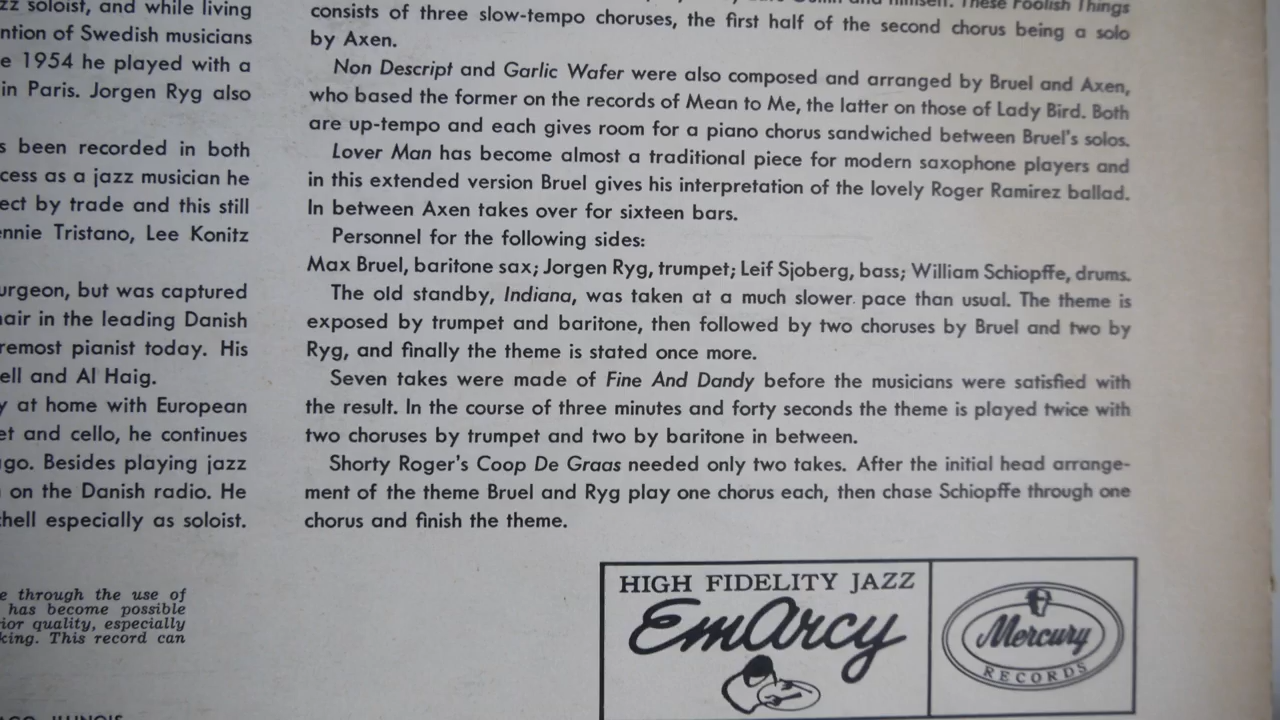 zz soloist, and while living
ntion of Swedish musicians
e 1954 he played with a
in Paris. Jorgen Ryg also
s been recorded in both
cess as a jazz musician he
ect by trade and this still
ennie Tristano, Lee Konitz
urgeon, but was captured
hair in the leading Danish
remost pianist today. His
ell and Al Haig.
y at home with European
et and cello, he continues
go. Besides playing jazz
on the Danish radio. He
chell especially as soloist.
e through the use of
has become possible
ior quality, especially
king. This record can
ILLINOIS
himself. These Foolish Things
consists of three slow-tempo choruses, the first half of the second chorus being a solo
by Axen.
Non Descript and Garlic Wafer were also composed and arranged by Bruel and Axen,
who based the former on the records of Mean to Me, the latter on those of Lady Bird. Both
are up-tempo and each gives room for a piano chorus sandwiched between Bruel's solos.
Lover Man has become almost a traditional piece for modern saxophone players and
in this extended version Bruel gives his interpretation of the lovely Roger Ramirez ballad.
In between Axen takes over for sixteen bars.
Personnel for the following sides:
Max Bruel, baritone sax; Jorgen Ryg, trumpet; Leif Sjoberg, bass; William Schiopffe, drums.
The old standby, Indiana, was taken at a much slower pace than usual. The theme is
exposed by trumpet and baritone, then followed by two choruses by Bruel and two by
Ryg, and finally the theme is stated once more.
Seven takes were made of Fine And Dandy before the musicians were satisfied with
the result. In the course of three minutes and forty seconds the theme is played twice with
two choruses by trumpet and two by baritone in between.
Shorty Roger's Coop De Graas needed only two takes. After the initial head arrange-
ment of the theme Bruel and Ryg play one chorus each, then chase Schiopffe through one
chorus and finish the theme.
HIGH FIDELITY JAZZ
EmArcy
Mercury
RECORDS